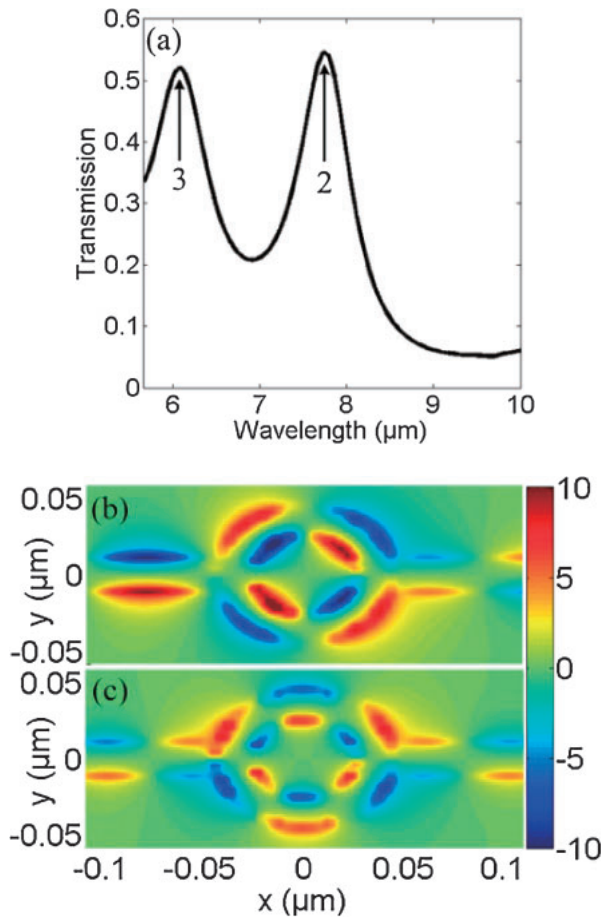 (a)
0.6
0.5
0.4
0.3
0.2
0.1
0
Transmission
3
2
6 7 8 9 10
Wavelength (μm)
(b)
0.05
0
-0.05
y (μm)
(c)
0.05
0
-0.05
y (μm)
-0.1 -0.05 0 0.05 0.1
x (μm)
10
5
0
-5
-10